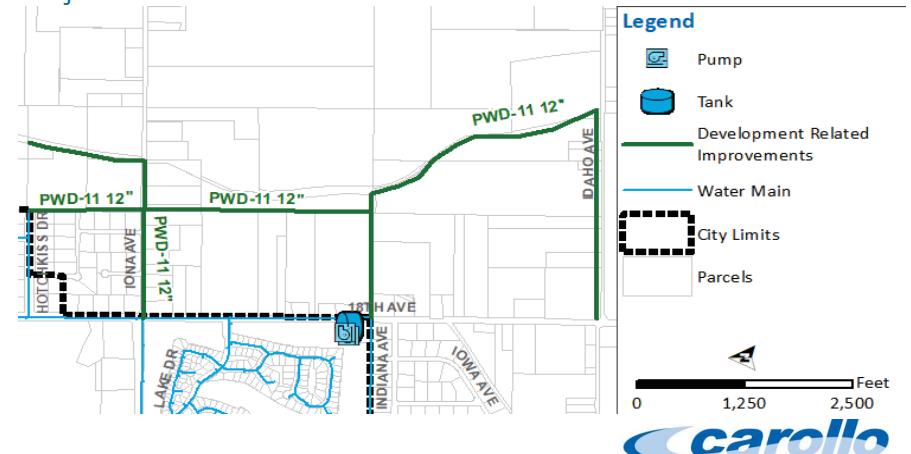 Legend
Pump
Tank
Development Related
Improvements
Water Main
City Limits
Parcels
Feet
0 1,250 2,500
carollo
PWD-11 12"
IDAHO AVE
PWD-11 12"
PWD-11 12"
HOTCHKISS DR
IONA AVE
PWD-11 12"
18TH AVE
LAKE DR
INDIANA AVE
IOWA AVE